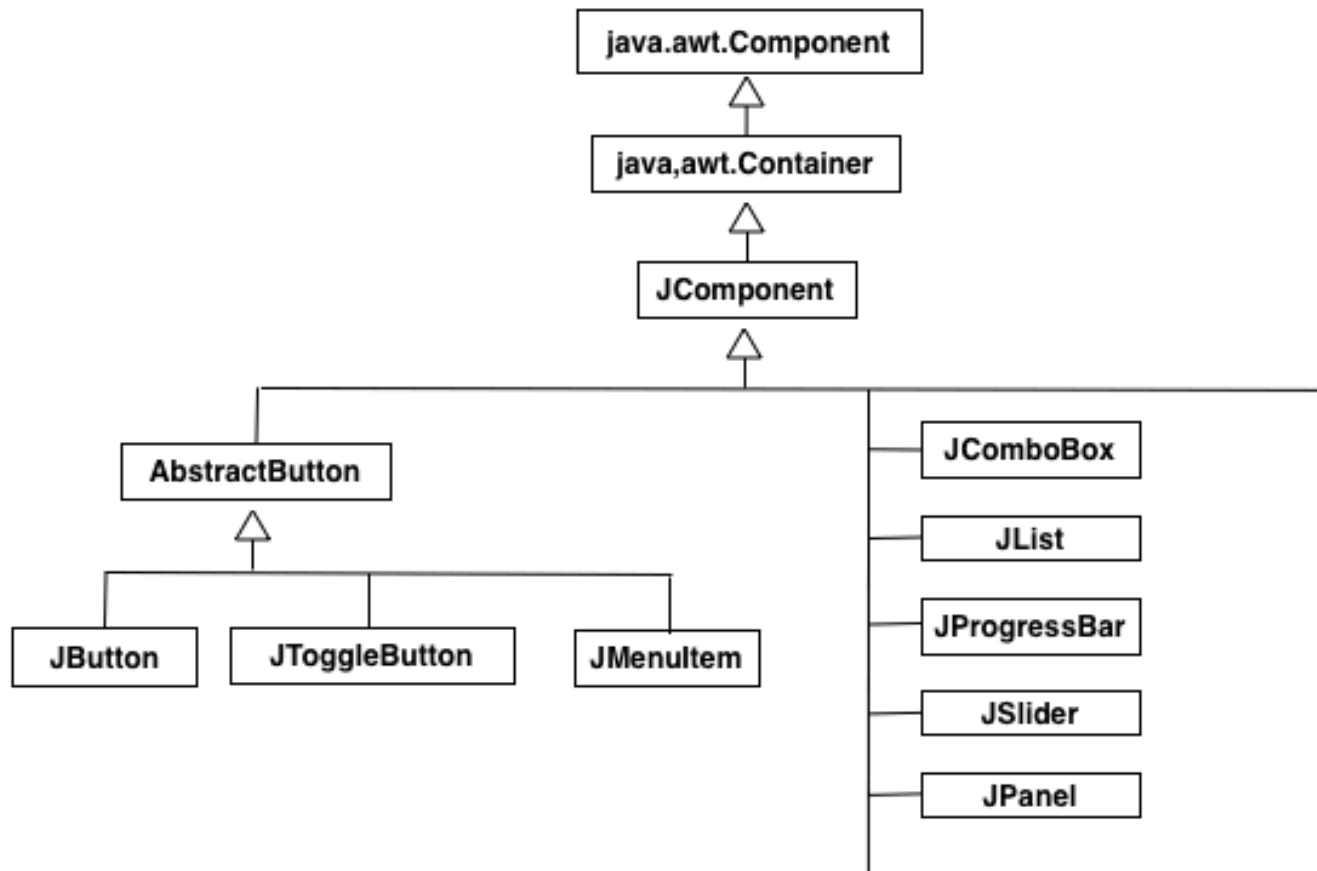 java.awt.Component
java,awt.Container
JComponent
AbstractButton
JButton
JToggleButton
JMenuItem
JComboBox
JList
JProgressBar
JSlider
JPanel